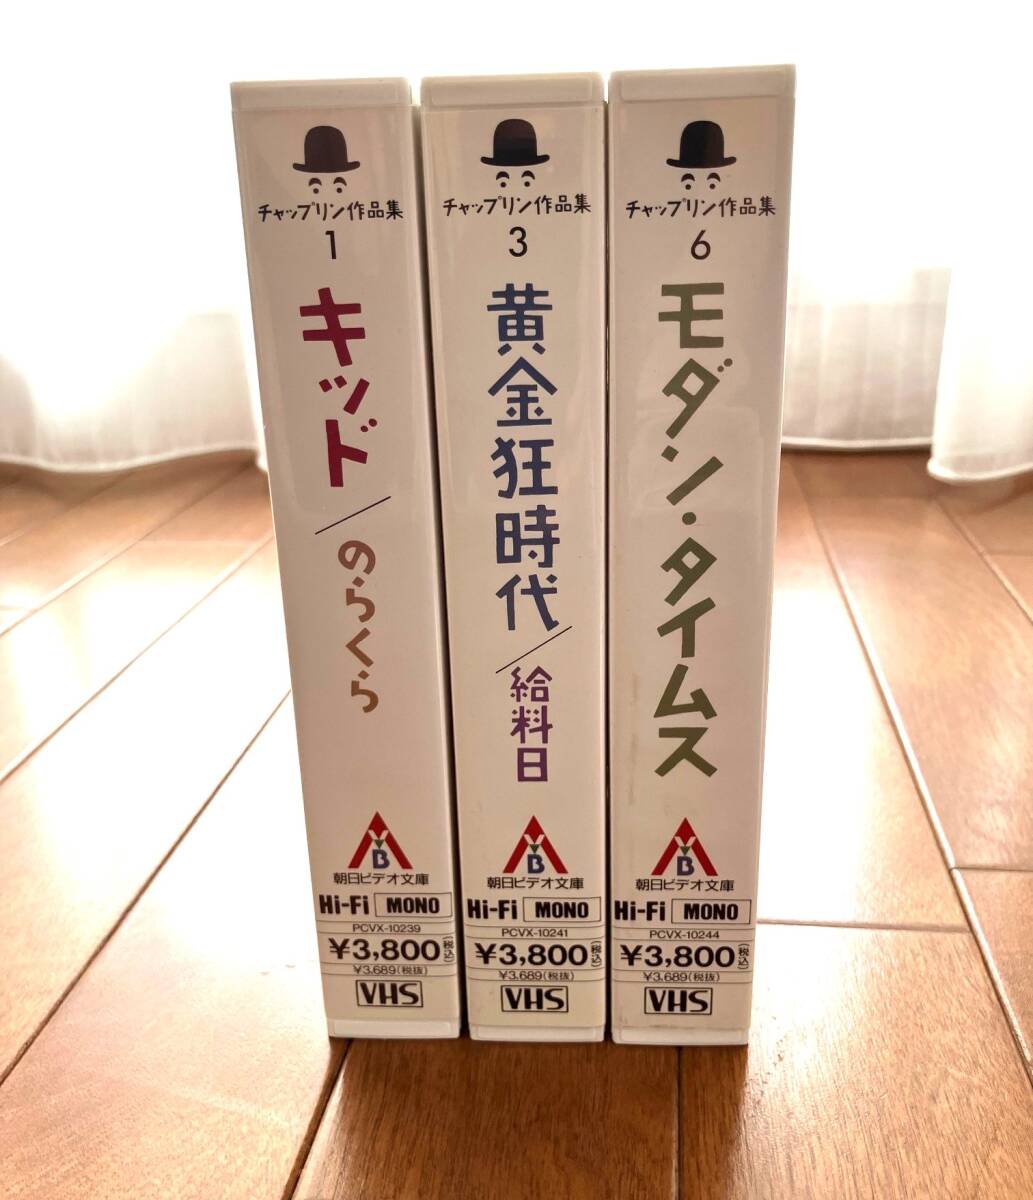 チャップリン作品集
1
キッド/のらくら
VB
朝日ビデオ文庫
Hi-Fi MONO
PCVX-10239
¥3,800(税込)
¥3,689(税抜)
VHS
チャップリン作品集
3
黄金狂時代/給料日
VB
朝日ビデオ文庫
Hi-Fi MONO
PCVX-10241
¥3,800(税込)
¥3,689(税抜)
VHS
チャップリン作品集
6
モダン・タイムス
VB
朝日ビデオ文庫
Hi-Fi MONO
PCVX-10244
¥3,800(税込)
¥3,689(税抜)
VHS